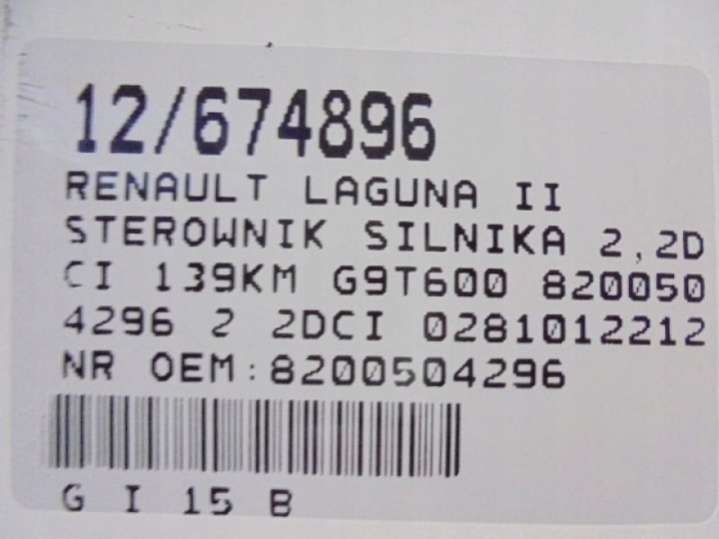 12/674896
RENAULT LAGUNA II
STEROWNIK SILNIKA 2,2D
CI 139KM G9T600 820050
4296 2 2DCI 0281012212
NR OEM:8200504296
G I 15 B